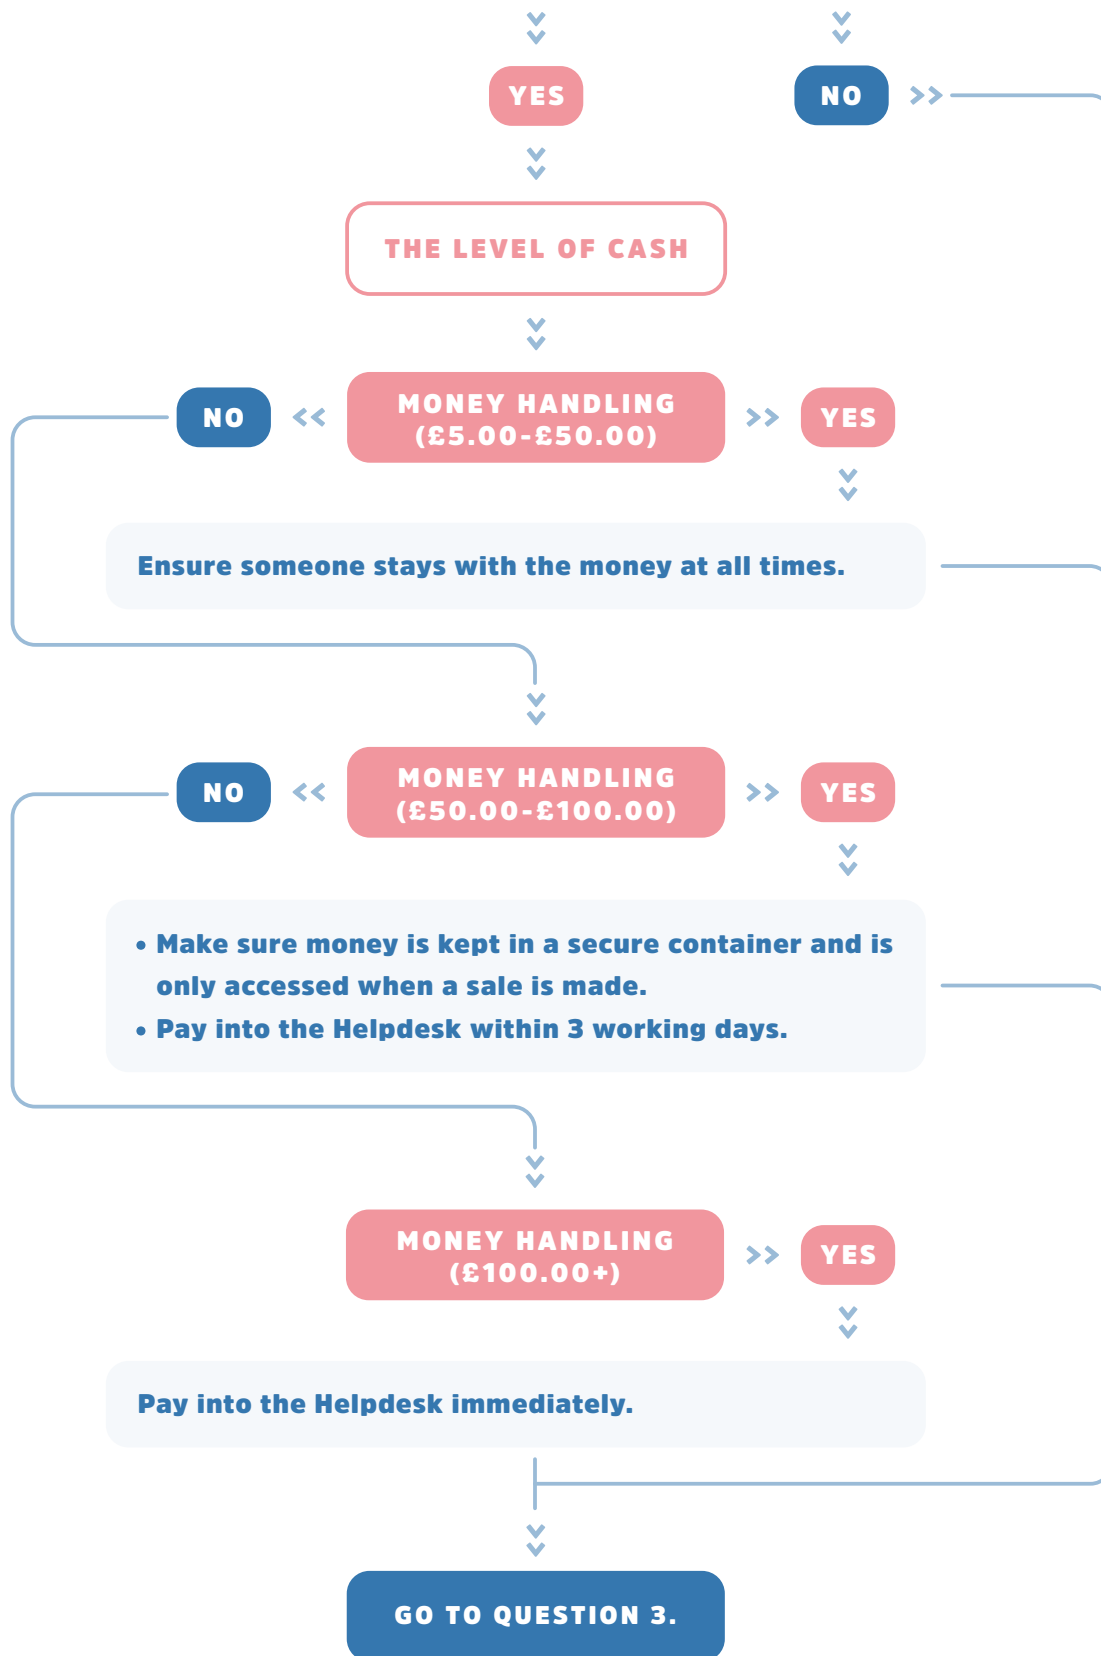 YES
NO
THE LEVEL OF CASH
NO
MONEY HANDLING
(£5.00-£50.00)
YES
Ensure someone stays with the money at all times.
NO
MONEY HANDLING
(£50.00-£100.00)
YES
• Make sure money is kept in a secure container and is
only accessed when a sale is made.
• Pay into the Helpdesk within 3 working days.
MONEY HANDLING
(£100.00+)
YES
Pay into the Helpdesk immediately.
GO TO QUESTION 3.